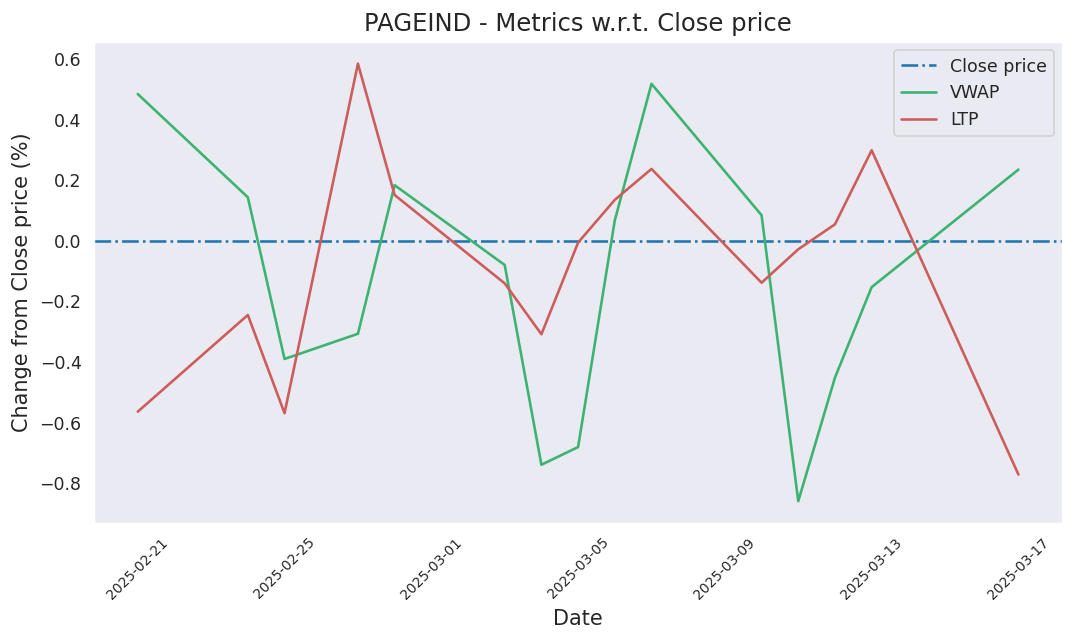 PAGEIND - Metrics w.r.t. Close price
Close price
VWAP
LTP
Change from Close price (%)
0.6
0.4
0.2
0.0
−0.2
−0.4
−0.6
−0.8
2025-02-21
2025-02-25
2025-03-01
2025-03-05
2025-03-09
2025-03-13
2025-03-17
Date